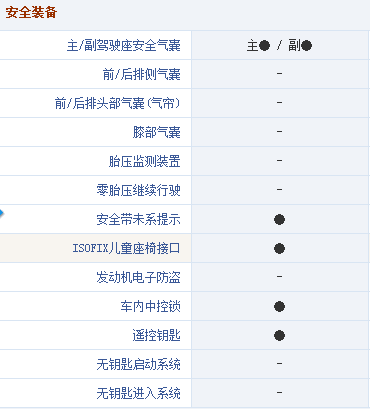 安全装备
主/副驾驶座安全气囊 主● / 副●
前/后排侧气囊 -
前/后排头部气囊(气帘) -
膝部气囊 -
胎压监测装置 -
零胎压继续行驶 -
安全带未系提示 ●
ISOFIX儿童座椅接口 ●
发动机电子防盗 -
车内中控锁 ●
遥控钥匙 ●
无钥匙启动系统 -
无钥匙进入系统 -